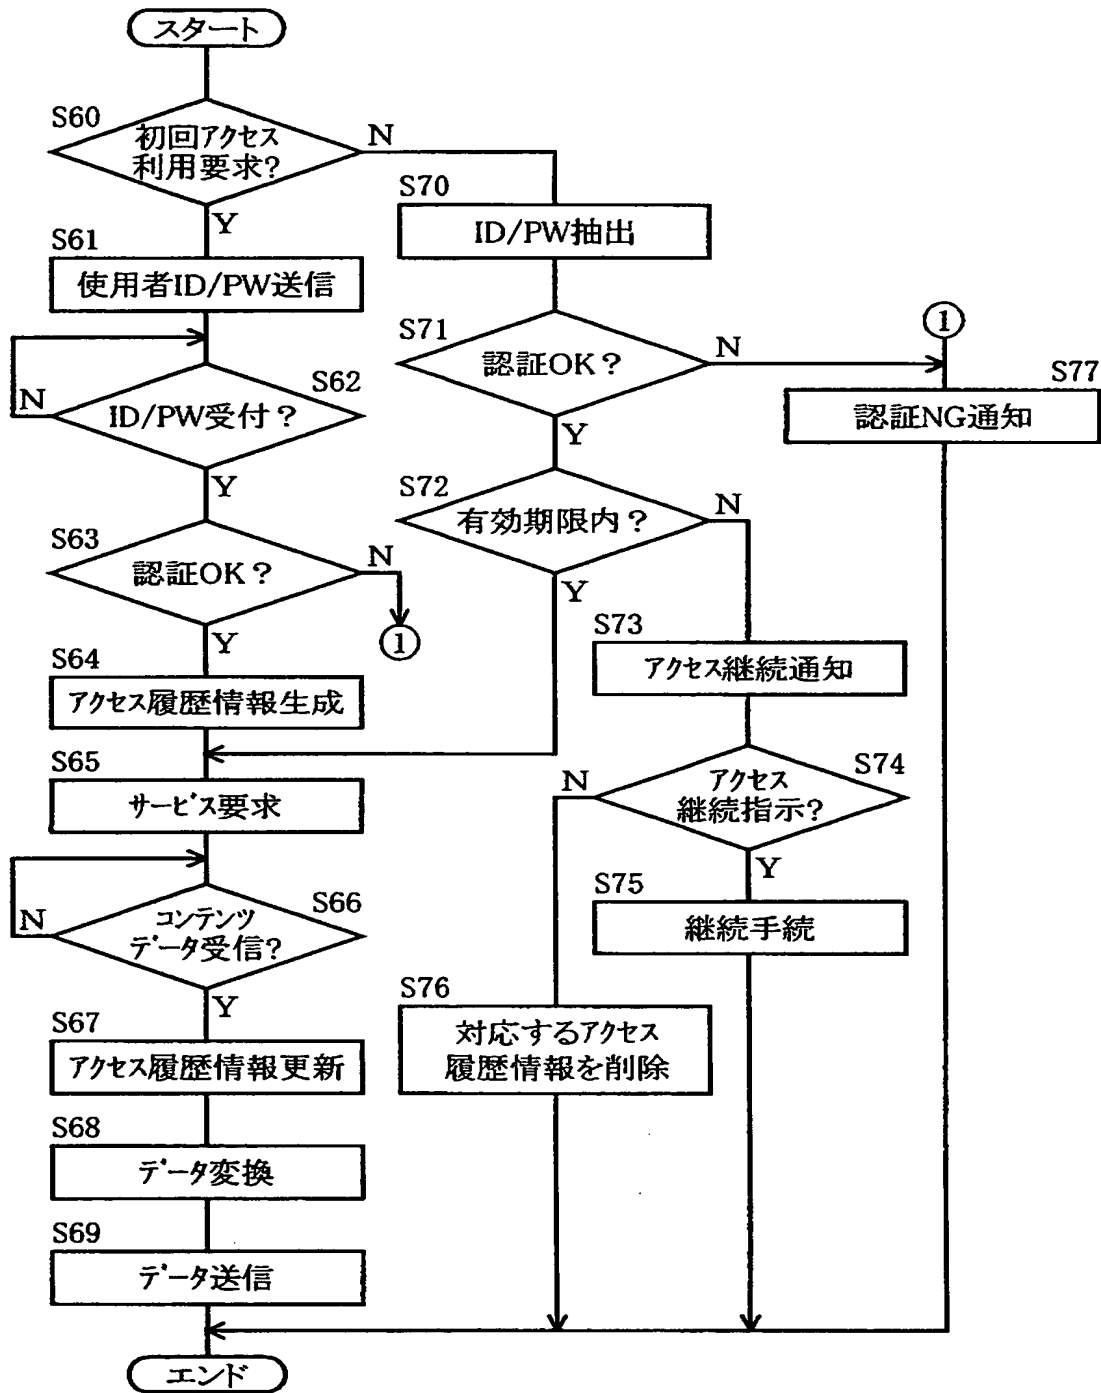 スタート
S60
初回アクセス
利用要求?
N
Y
S61
使用者ID/PW送信
S62
ID/PW受付？
N
Y
S63
認証OK？
N
①
Y
S64
アクセス履歴情報生成
S65
サービス要求
S66
コンテンツ
データ受信?
N
Y
S67
アクセス履歴情報更新
S68
データ変換
S69
データ送信
エンド
S70
ID/PW抽出
S71
認証OK？
N
Y
S72
有効期限内？
N
Y
S73
アクセス継続通知
S74
アクセス
継続指示?
N
Y
S75
継続手続
S76
対応するアクセス
履歴情報を削除
①
S77
認証NG通知